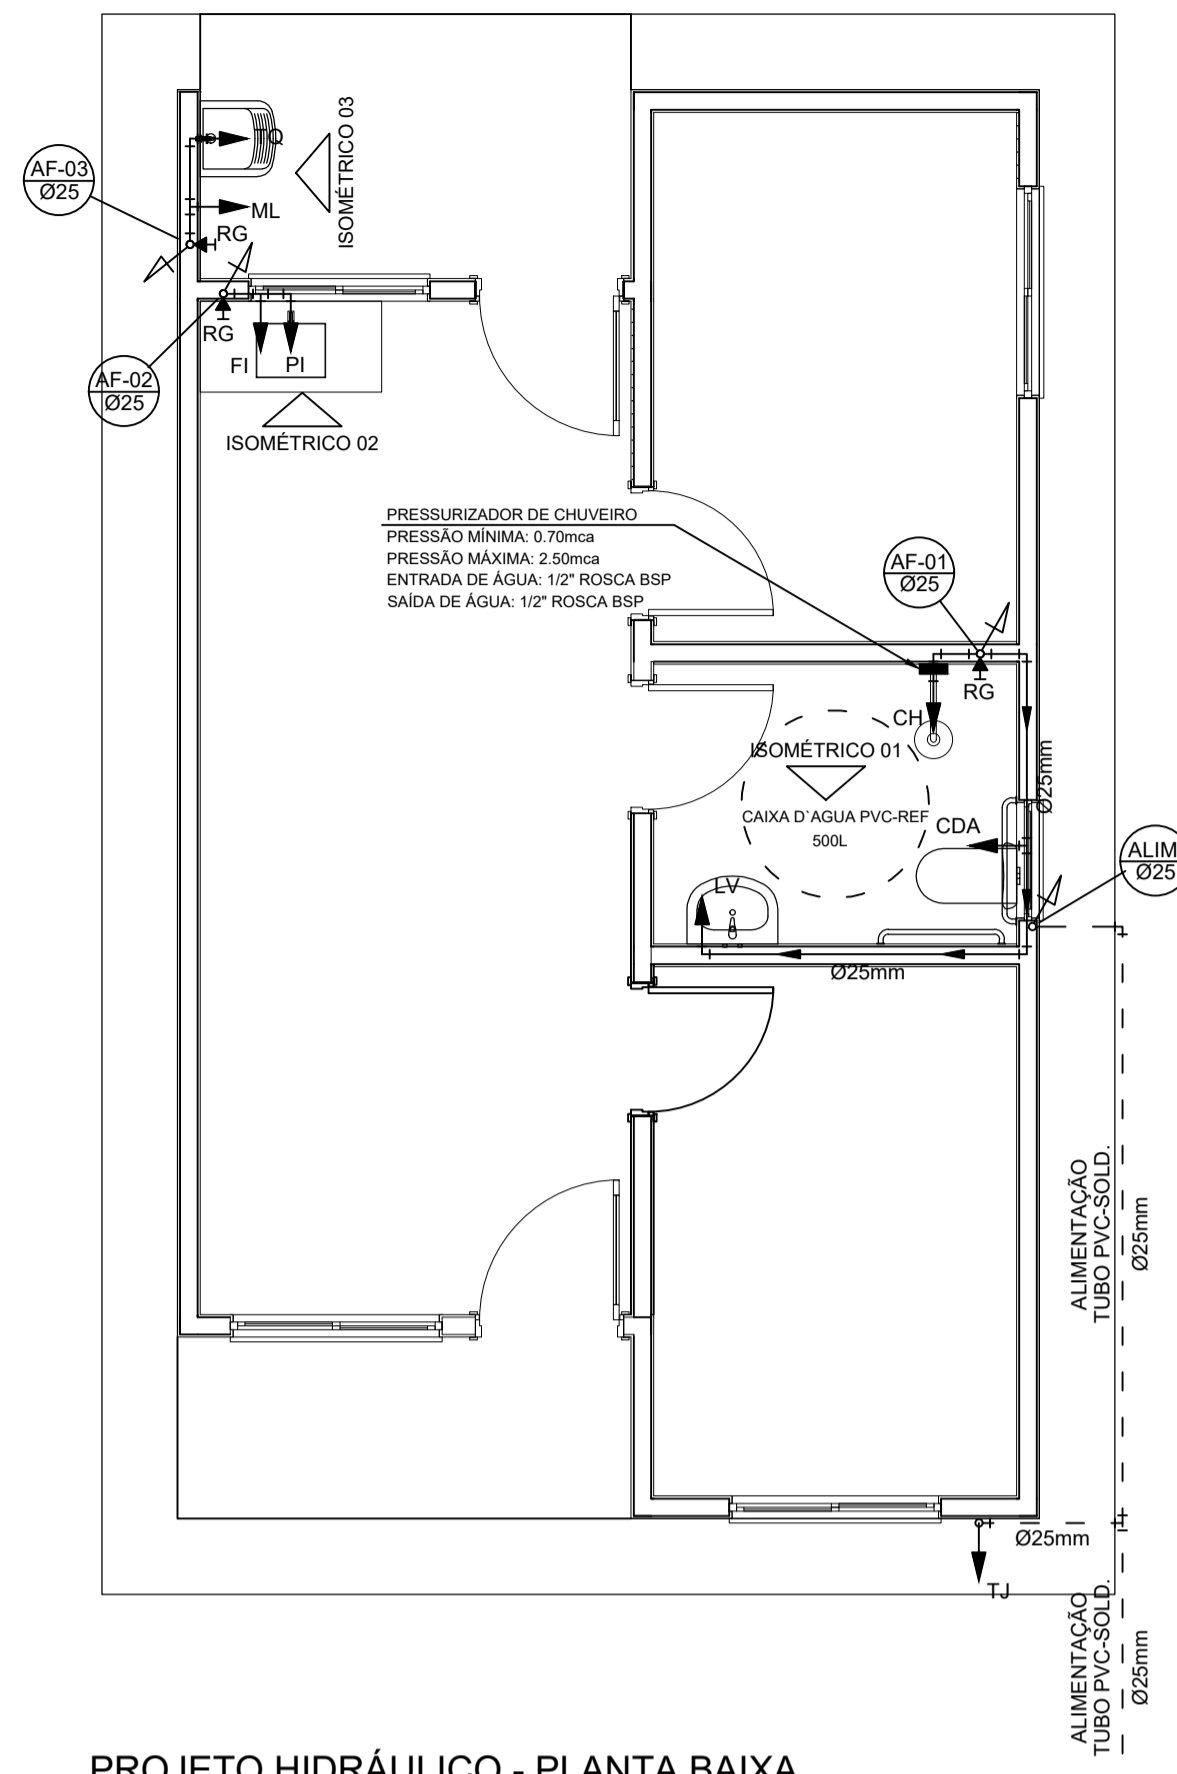 TQ
ISOMÉTRICO 03
AF-03
Ø25
ML
RG
RG
FI
PI
AF-02
Ø25
ISOMÉTRICO 02
PRESSURIZADOR DE CHUVEIRO
PRESSÃO MÍNIMA: 0.70mca
PRESSÃO MÁXIMA: 2.50mca
ENTRADA DE ÁGUA: 1/2" ROSCA BSP
SAÍDA DE ÁGUA: 1/2" ROSCA BSP
AF-01
Ø25
RG
CH
ISOMÉTRICO 01
Ø25mm
CAIXA D`AGUA PVC-REF
500L
CDA
ALIM
Ø25
LV
Ø25mm
ALIMENTAÇÃO
TUBO PVC-SOLD.
Ø25mm
Ø25mm
TJ
ALIMENTAÇÃO
TUBO PVC-SOLD.
Ø25mm
PROJETO HIDRÁULICO - PLANTA BAIXA